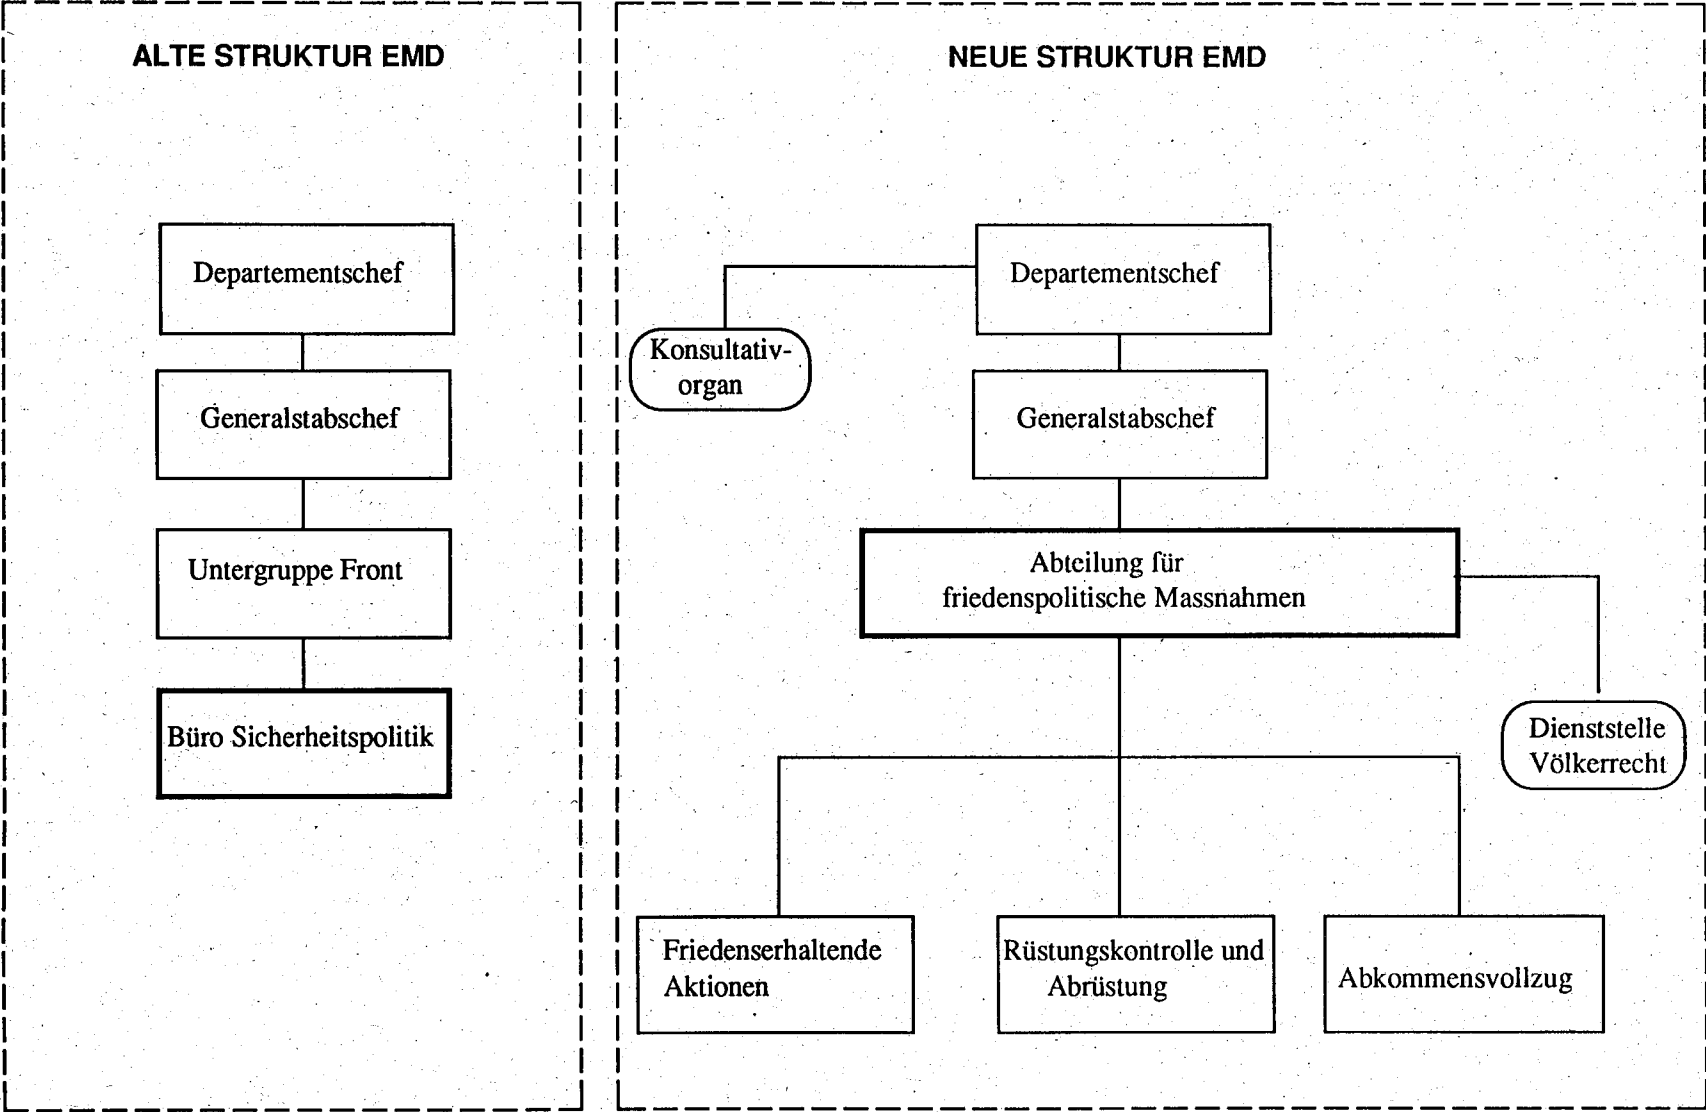 ALTE STRUKTUR EMD
Departementschef
Generalstabschef
Untergruppe Front
Büro Sicherheitspolitik
NEUE STRUKTUR EMD
Departementschef
Konsultativ-
organ
Generalstabschef
Abteilung für
friedenspolitische Massnahmen
Dienststelle
Völkerrecht
Friedenserhaltende
Aktionen
Rüstungskontrolle und
Abrüstung
Abkommensvollzug